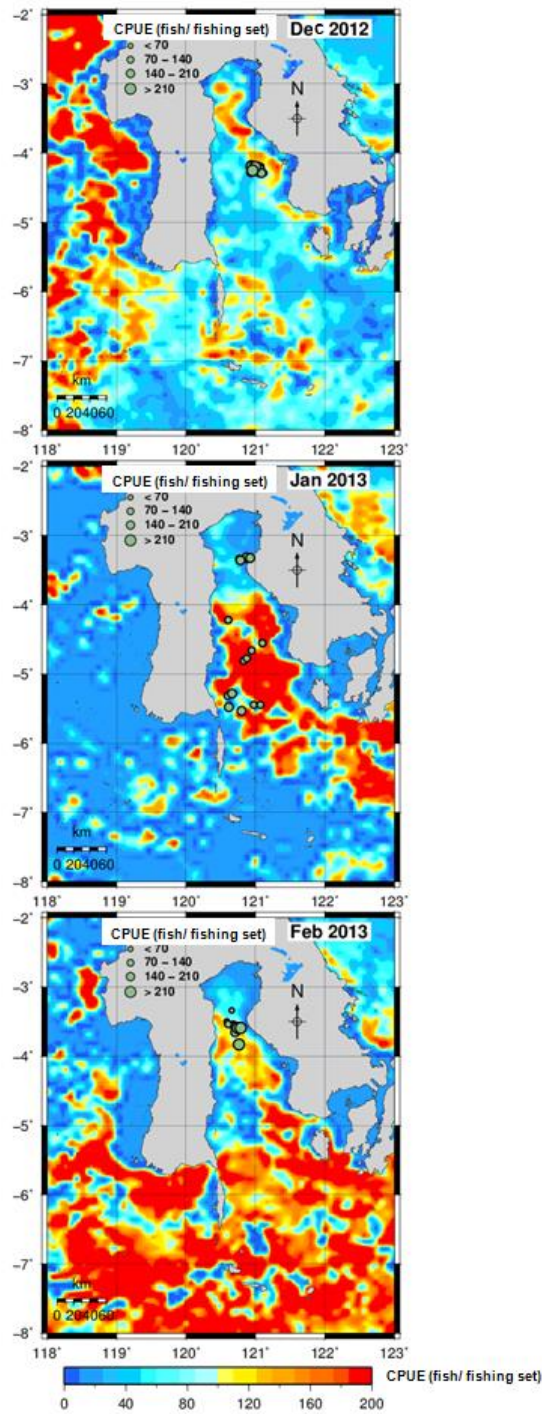 −2˚
CPUE (fish/ fishing set)
Dec 2012
< 70
70 – 140
140 – 210
> 210
−3˚
N
−4˚
−5˚
−6˚
−7˚
km
0 204060
−8˚
118˚ 119˚ 120˚ 121˚ 122˚ 123˚
−2˚
CPUE (fish/ fishing set)
Jan 2013
< 70
70 – 140
140 – 210
> 210
−3˚
N
−4˚
−5˚
−6˚
−7˚
km
0 204060
−8˚
118˚ 119˚ 120˚ 121˚ 122˚ 123˚
−2˚
CPUE (fish/ fishing set)
Feb 2013
< 70
70 – 140
140 – 210
> 210
−3˚
N
−4˚
−5˚
−6˚
−7˚
km
0 204060
−8˚
118˚ 119˚ 120˚ 121˚ 122˚ 123˚
CPUE (fish/ fishing set)
0 40 80 120 160 200